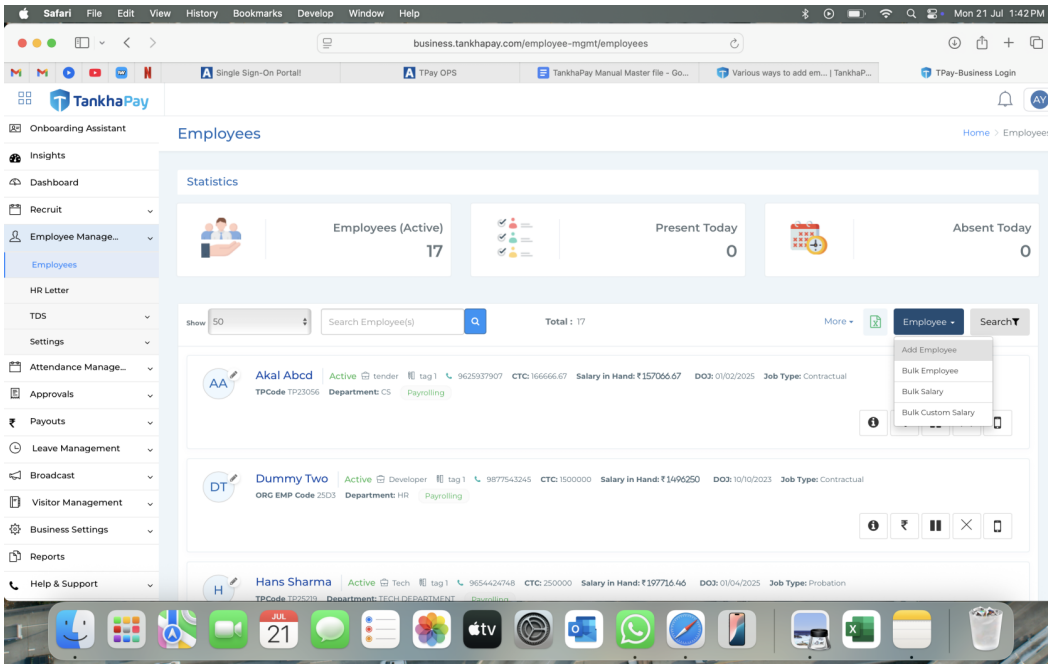 Safari File Edit View History Bookmarks Develop Window Help Mon 21 Jul 1:42 PM
business.tankhapay.com/employee-mgmt/employees
Single Sign-On Portal! TPay OPS TankhaPay Manual Master file - Go... Various ways to add em... | TankhaP... TPay-Business Login
TankhaPay AY
Onboarding Assistant
Insights
Dashboard
Recruit
Employee Manage...
Employees
HR Letter
TDS
Settings
Attendance Manage...
Approvals
Payouts
Leave Management
Broadcast
Visitor Management
Business Settings
Reports
Help & Support
Employees Home > Employees
Statistics
Employees (Active)
17
Present Today
0
Absent Today
0
Show 50 Search Employee(s) Total : 17 More Employee Search
Add Employee
Bulk Employee
Bulk Salary
Bulk Custom Salary
AA Akal Abcd Active tender tag 1 9625937907 CTC: 166666.67 Salary in Hand: ₹157066.67 DOJ: 01/02/2025 Job Type: Contractual
TPCode TP23056 Department: CS Payrolling
DT Dummy Two Active Developer tag 1 9877543245 CTC: 1500000 Salary in Hand: ₹1496250 DOJ: 10/10/2023 Job Type: Contractual
ORG EMP Code 25D3 Department: HR Payrolling
H Hans Sharma Active Tech tag 1 9654424748 CTC: 250000 Salary in Hand: ₹197716.46 DOJ: 01/04/2025 Job Type: Probation
TPCode TP25219 Department: TECH DEPARTMENT Payrolling
JUL
21
tv